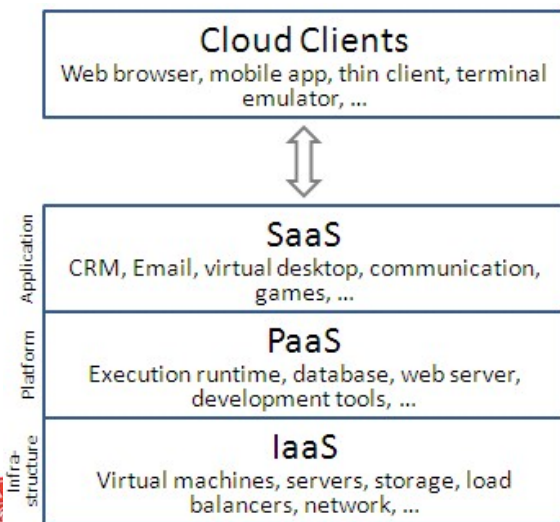 Cloud Clients
Web browser, mobile app, thin client, terminal
emulator, ...
Application
SaaS
CRM, Email, virtual desktop, communication,
games, ...
Platform
PaaS
Execution runtime, database, web server,
development tools, ...
Infra-
structure
IaaS
Virtual machines, servers, storage, load
balancers, network, ...